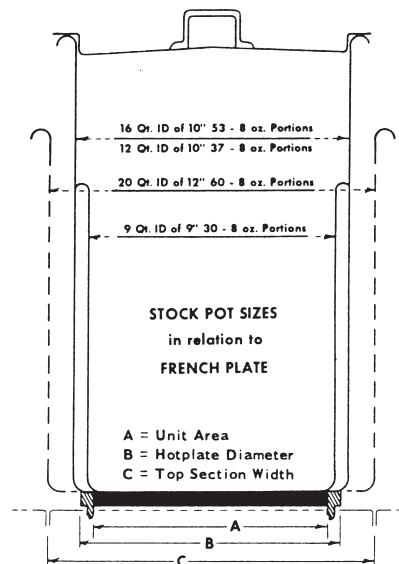 16 Qt. ID of 10" 53 - 8 oz. Portions
12 Qt. ID of 10" 37 - 8 oz. Portions
20 Qt. ID of 12" 60 - 8 oz. Portions
9 Qt. ID of 9" 30 - 8 oz. Portions
STOCK POT SIZES
in relation to
FRENCH PLATE
A = Unit Area
B = Hotplate Diameter
C = Top Section Width
A
B
C